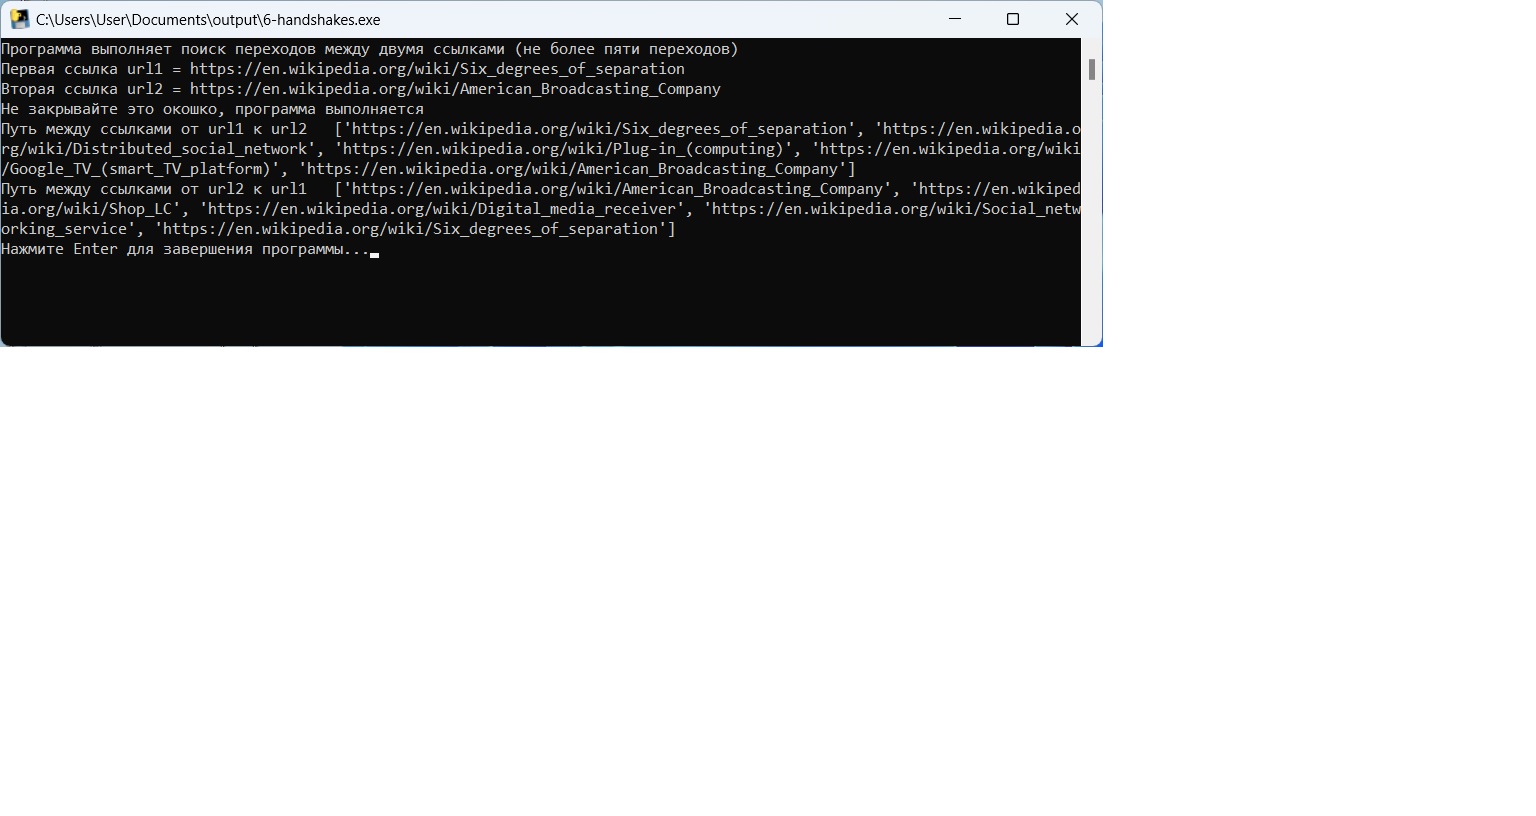 C:\Users\User\Documents\output\6-handshakes.exe
Программа выполняет поиск переходов между двумя ссылками (не более пяти переходов)
Первая ссылка url1 = https://en.wikipedia.org/wiki/Six_degrees_of_separation
Вторая ссылка url2 = https://en.wikipedia.org/wiki/American_Broadcasting_Company
Не закрывайте это окошко, программа выполняется
Путь между ссылками от url1 к url2   ['https://en.wikipedia.org/wiki/Six_degrees_of_separation', 'https://en.wikipedia.o
rg/wiki/Distributed_social_network', 'https://en.wikipedia.org/wiki/Plug-in_(computing)', 'https://en.wikipedia.org/wiki
/Google_TV_(smart_TV_platform)', 'https://en.wikipedia.org/wiki/American_Broadcasting_Company']
Путь между ссылками от url2 к url1   ['https://en.wikipedia.org/wiki/American_Broadcasting_Company', 'https://en.wikiped
ia.org/wiki/Shop_LC', 'https://en.wikipedia.org/wiki/Digital_media_receiver', 'https://en.wikipedia.org/wiki/Social_netw
orking_service', 'https://en.wikipedia.org/wiki/Six_degrees_of_separation']
Нажмите Enter для завершения программы...